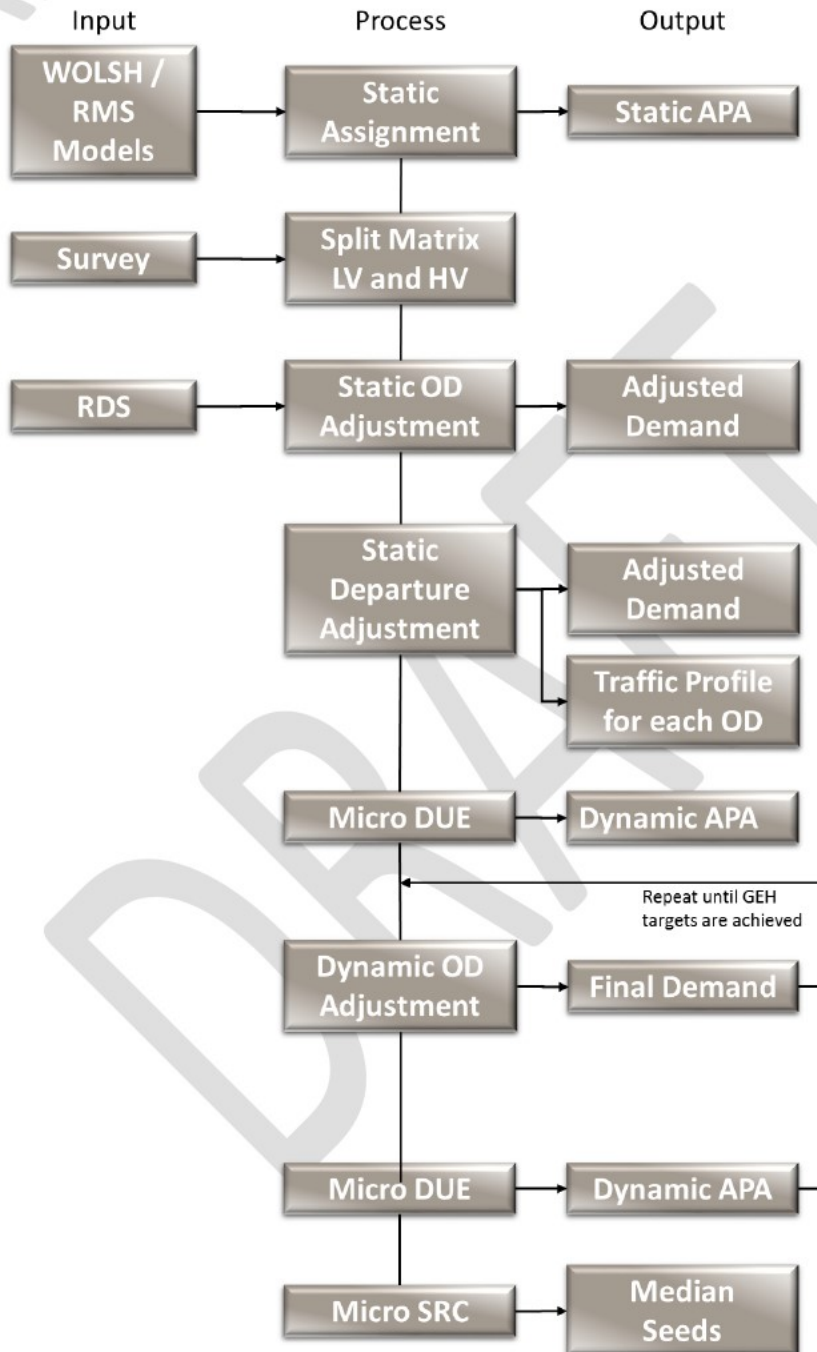 Input
Process
Output
WOLSH /
RMS
Models
Static
Assignment
Static APA
Survey
Split Matrix
LV and HV
RDS
Static OD
Adjustment
Adjusted
Demand
Static
Departure
Adjustment
Adjusted
Demand
Traffic Profile
for each OD
Micro DUE
Dynamic APA
Repeat until GEH
targets are achieved
Dynamic OD
Adjustment
Final Demand
Micro DUE
Dynamic APA
Micro SRC
Median
Seeds
DRAFT